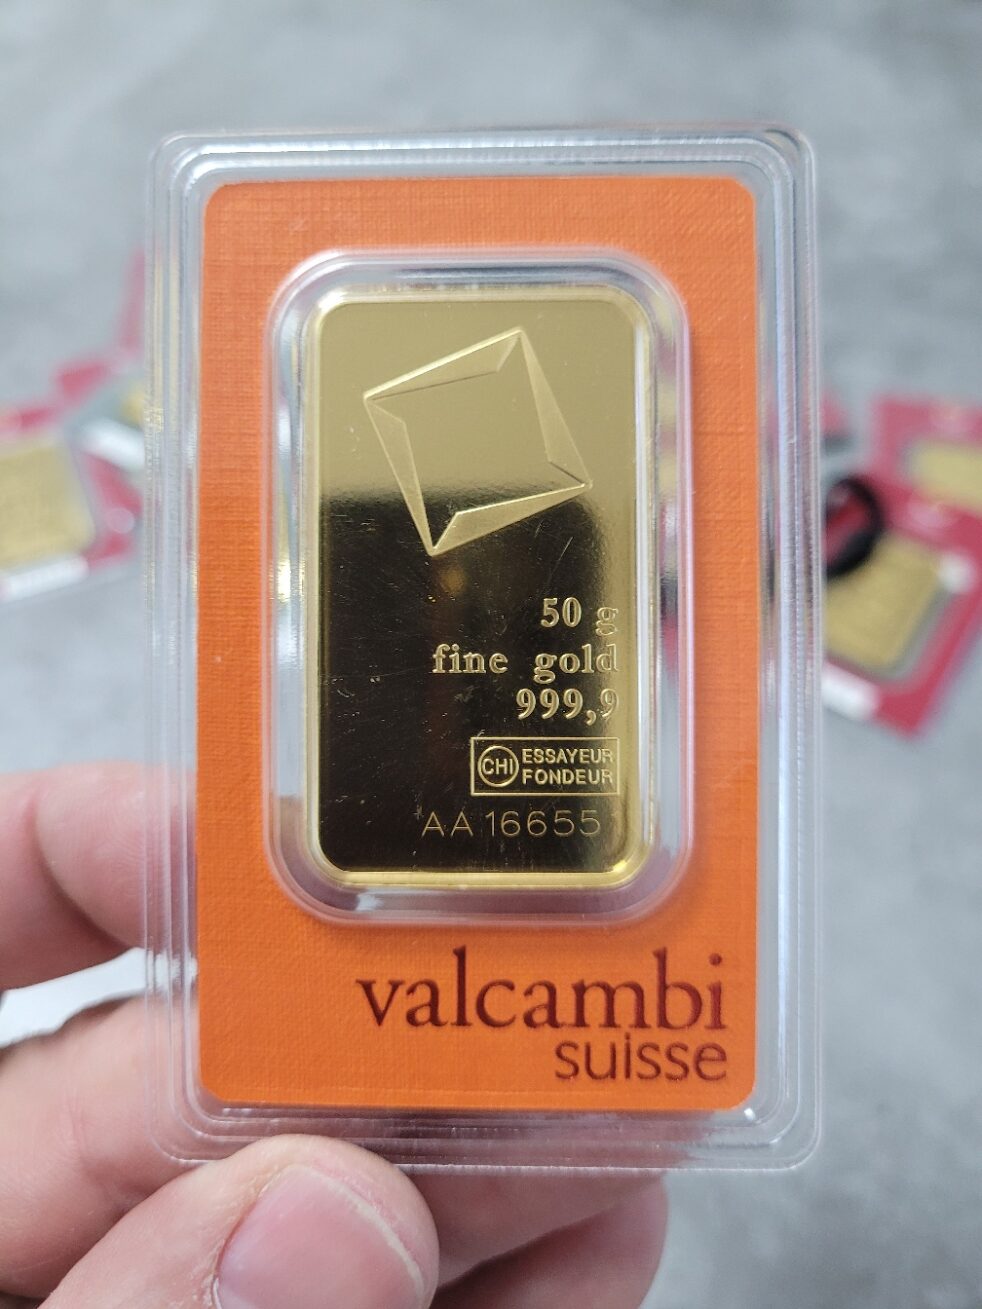 50 g
fine gold
999,9
CHI ESSAYEUR
FONDEUR
AA 16655
valcambi
suisse